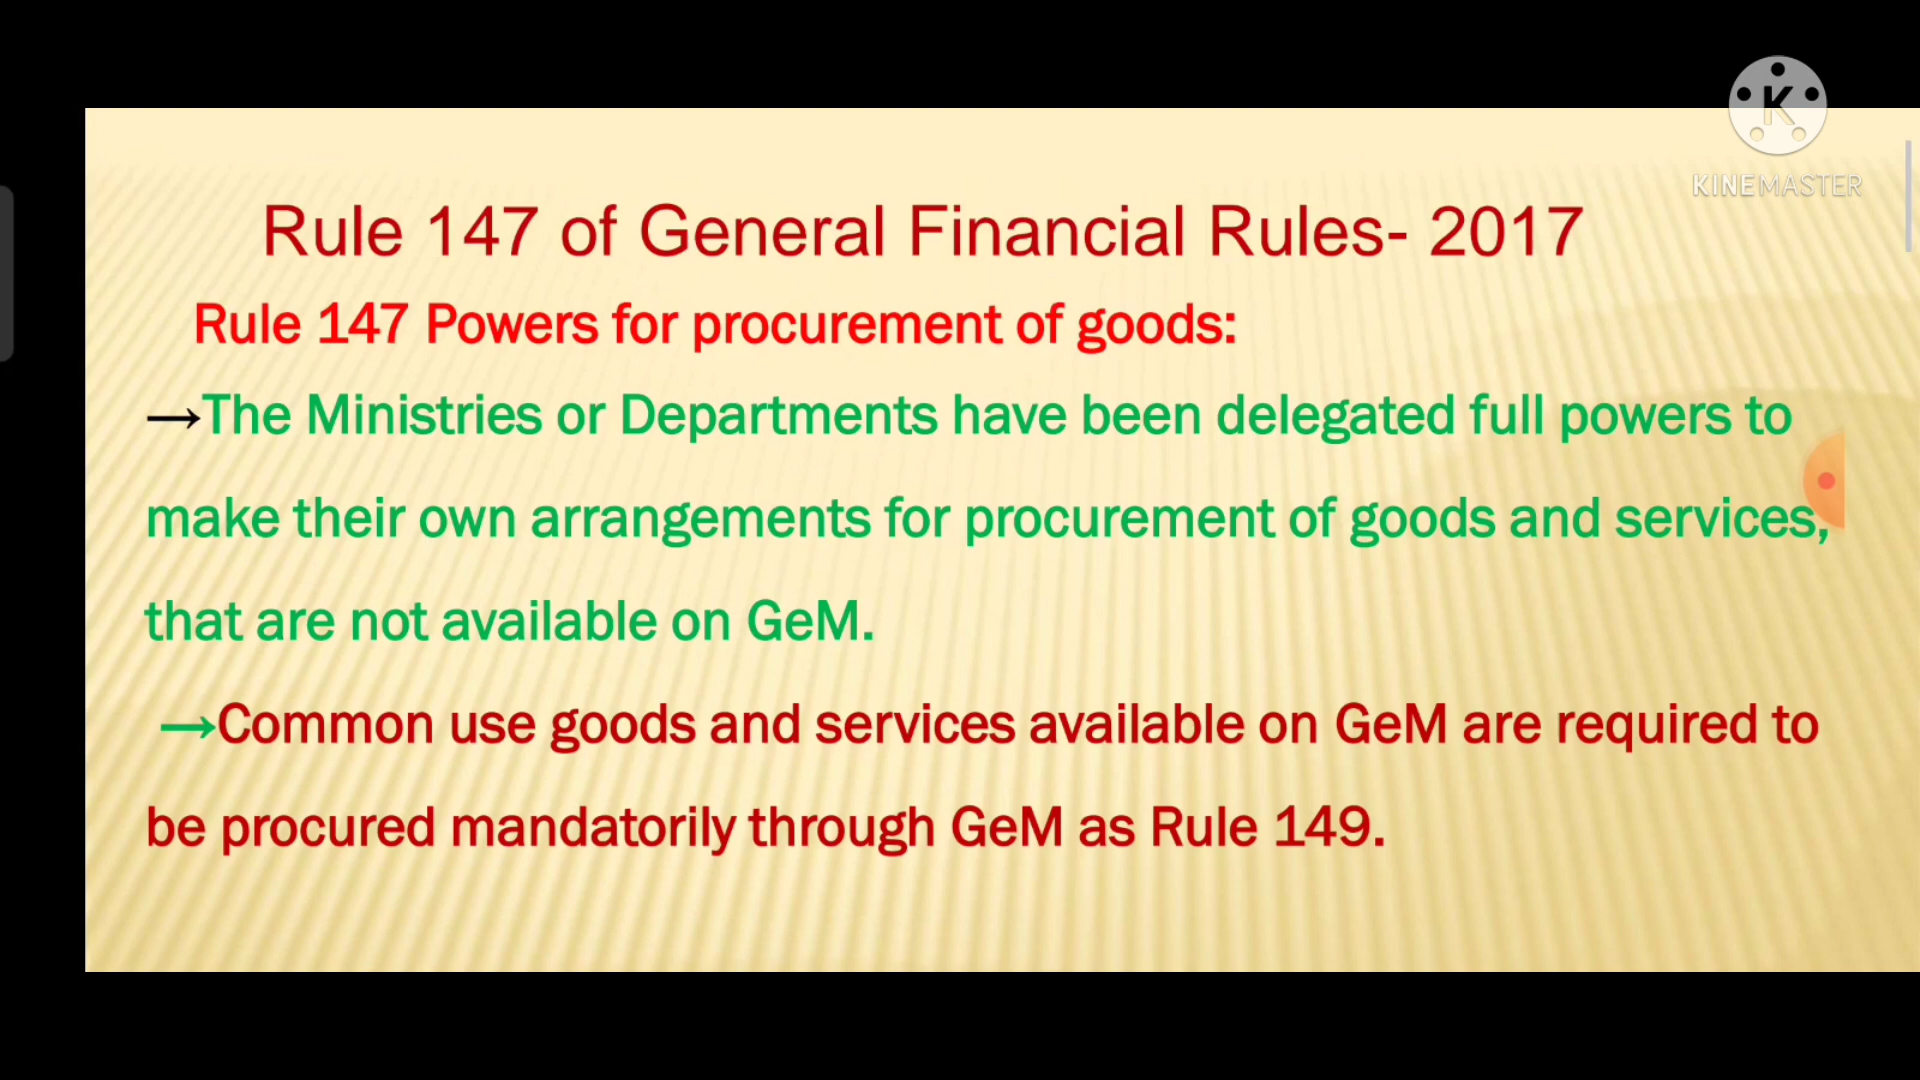 K
KINEMASTER
Rule 147 of General Financial Rules- 2017
Rule 147 Powers for procurement of goods:
→The Ministries or Departments have been delegated full powers to
make their own arrangements for procurement of goods and services,
that are not available on GeM.
→Common use goods and services available on GeM are required to
be procured mandatorily through GeM as Rule 149.